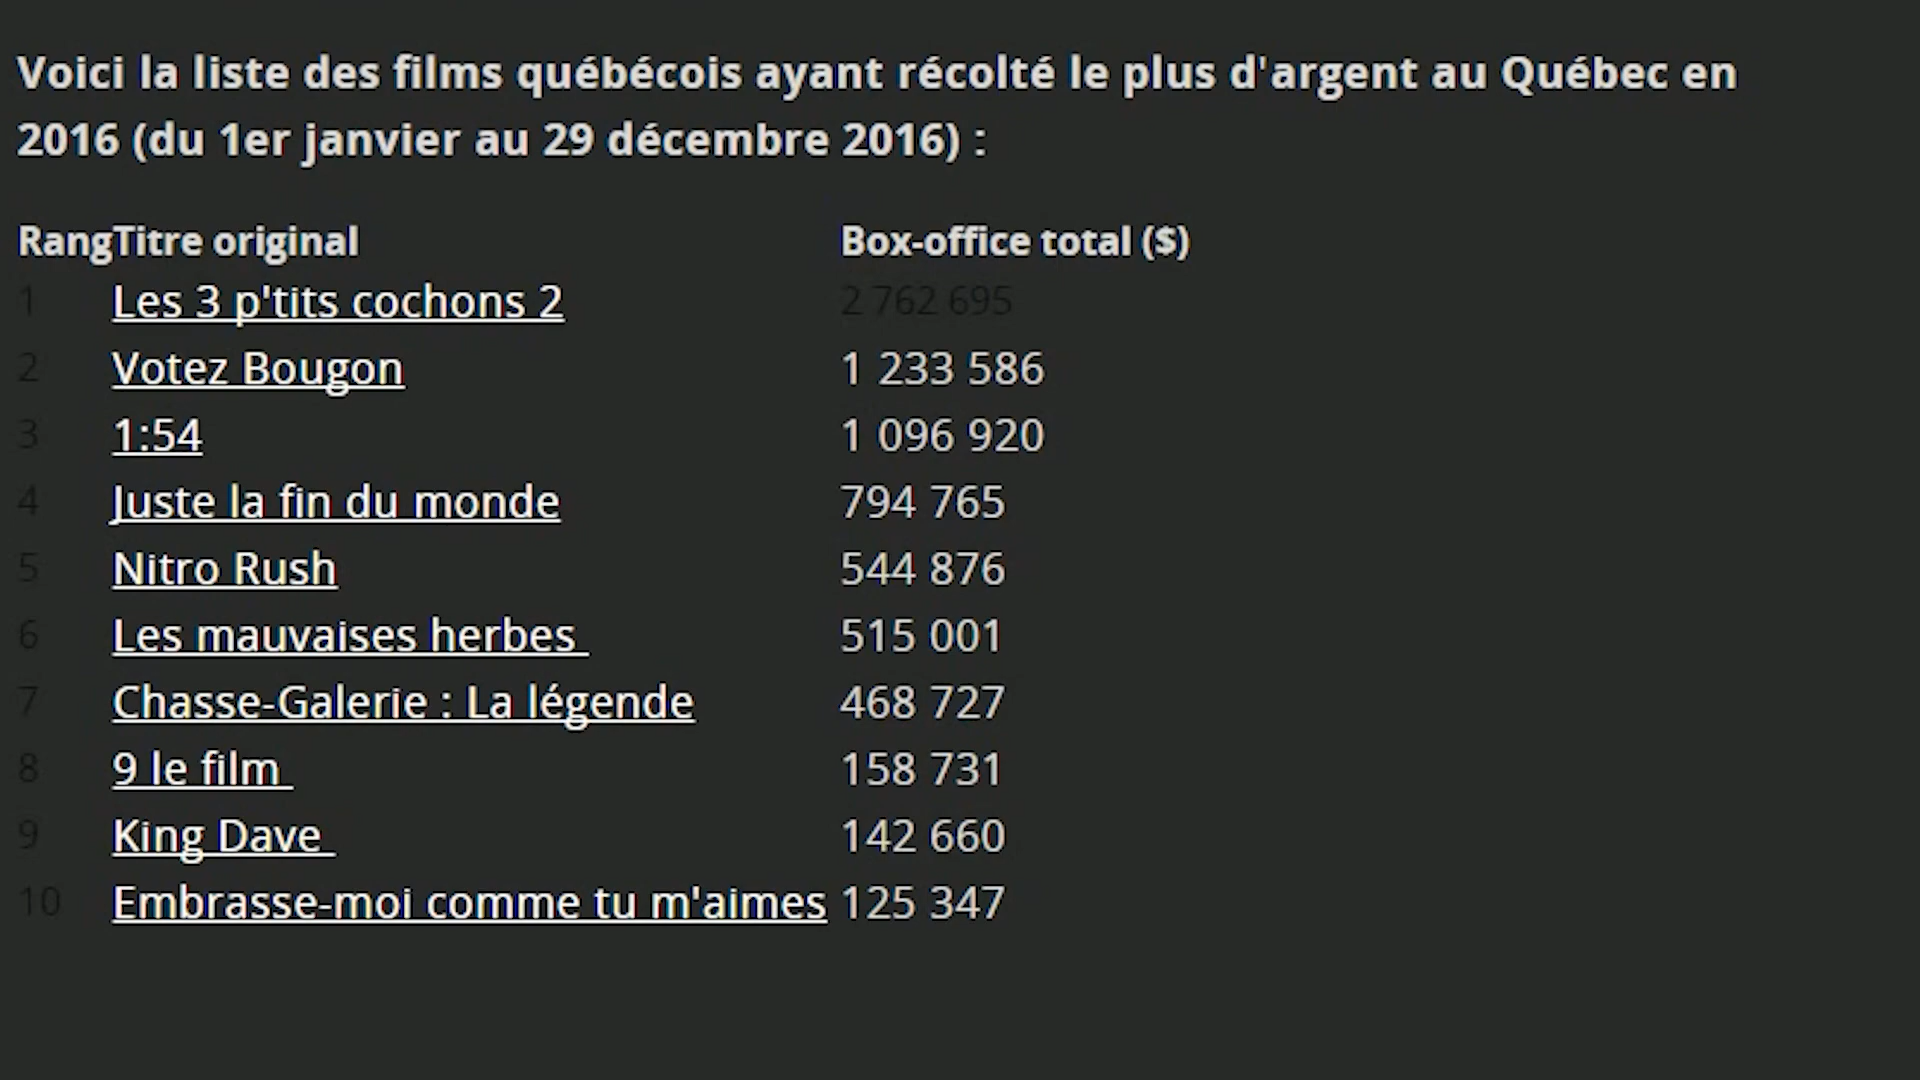 Voici la liste des films québécois ayant récolté le plus d'argent au Québec en
2016 (du 1er janvier au 29 décembre 2016) :
RangTitre original Box-office total ($)
1 Les 3 p'tits cochons 2 2 762 695
2 Votez Bougon 1 233 586
3 1:54 1 096 920
4 Juste la fin du monde 794 765
5 Nitro Rush 544 876
6 Les mauvaises herbes 515 001
7 Chasse-Galerie : La légende 468 727
8 9 le film 158 731
9 King Dave 142 660
10 Embrasse-moi comme tu m'aimes 125 347